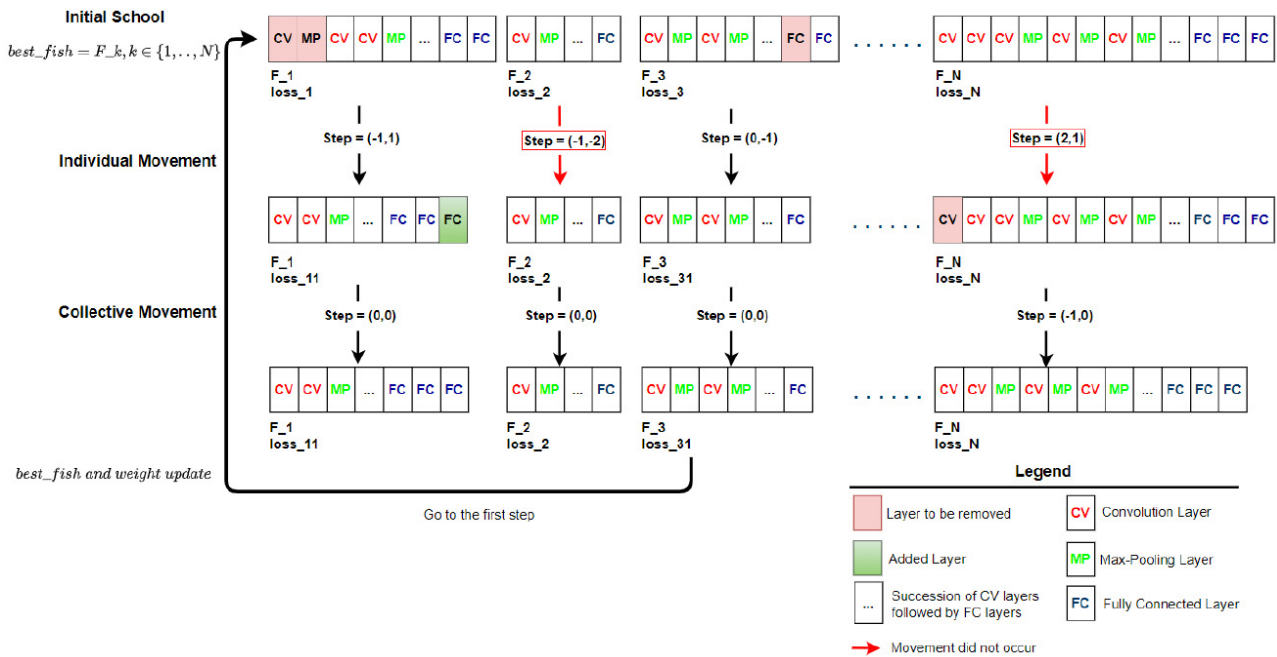 Initial School
best_fish = F_k, k ∈ {1, .., N}
CV MP CV CV MP ... FC FC
CV MP ... FC
CV MP CV MP ... FC FC
. . . . . .
CV CV CV MP CV MP CV MP ... FC FC FC
F_1
loss_1
F_2
loss_2
F_3
loss_3
F_N
loss_N
Step = (-1,1)
Step = (-1,-2)
Step = (0,-1)
Step = (2,1)
Individual Movement
CV CV MP ... FC FC FC
CV MP ... FC
CV MP CV MP ... FC
. . . . . .
CV CV CV MP CV MP CV MP ... FC FC FC
F_1
loss_11
F_2
loss_2
F_3
loss_31
F_N
loss_N
Collective Movement
Step = (0,0)
Step = (0,0)
Step = (0,0)
Step = (-1,0)
CV CV MP ... FC FC FC
CV MP ... FC
CV MP CV MP ... FC
. . . . . .
CV CV MP CV MP CV MP ... FC FC FC
F_1
loss_11
F_2
loss_2
F_3
loss_31
F_N
loss_N
best_fish and weight update
Go to the first step
Legend
Layer to be removed
CV Convolution Layer
Added Layer
MP Max-Pooling Layer
... Succession of CV layers
followed by FC layers
FC Fully Connected Layer
Movement did not occur